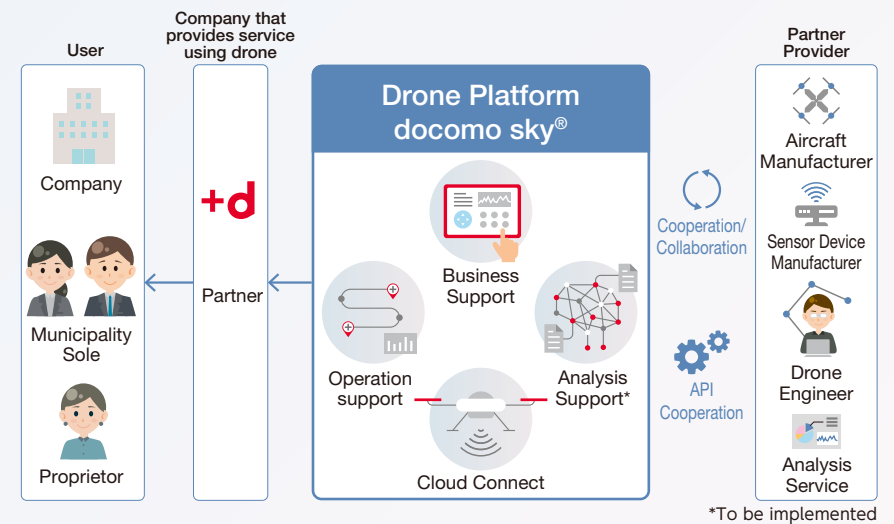 User
Company
Municipality
Sole
Proprietor
Company that
provides service
using drone
+d
Partner
Drone Platform
docomo sky®
Business
Support
Operation
support
Analysis
Support*
Cloud Connect
Cooperation/
Collaboration
API
Cooperation
Partner
Provider
Aircraft
Manufacturer
Sensor Device
Manufacturer
Drone
Engineer
Analysis
Service
*To be implemented